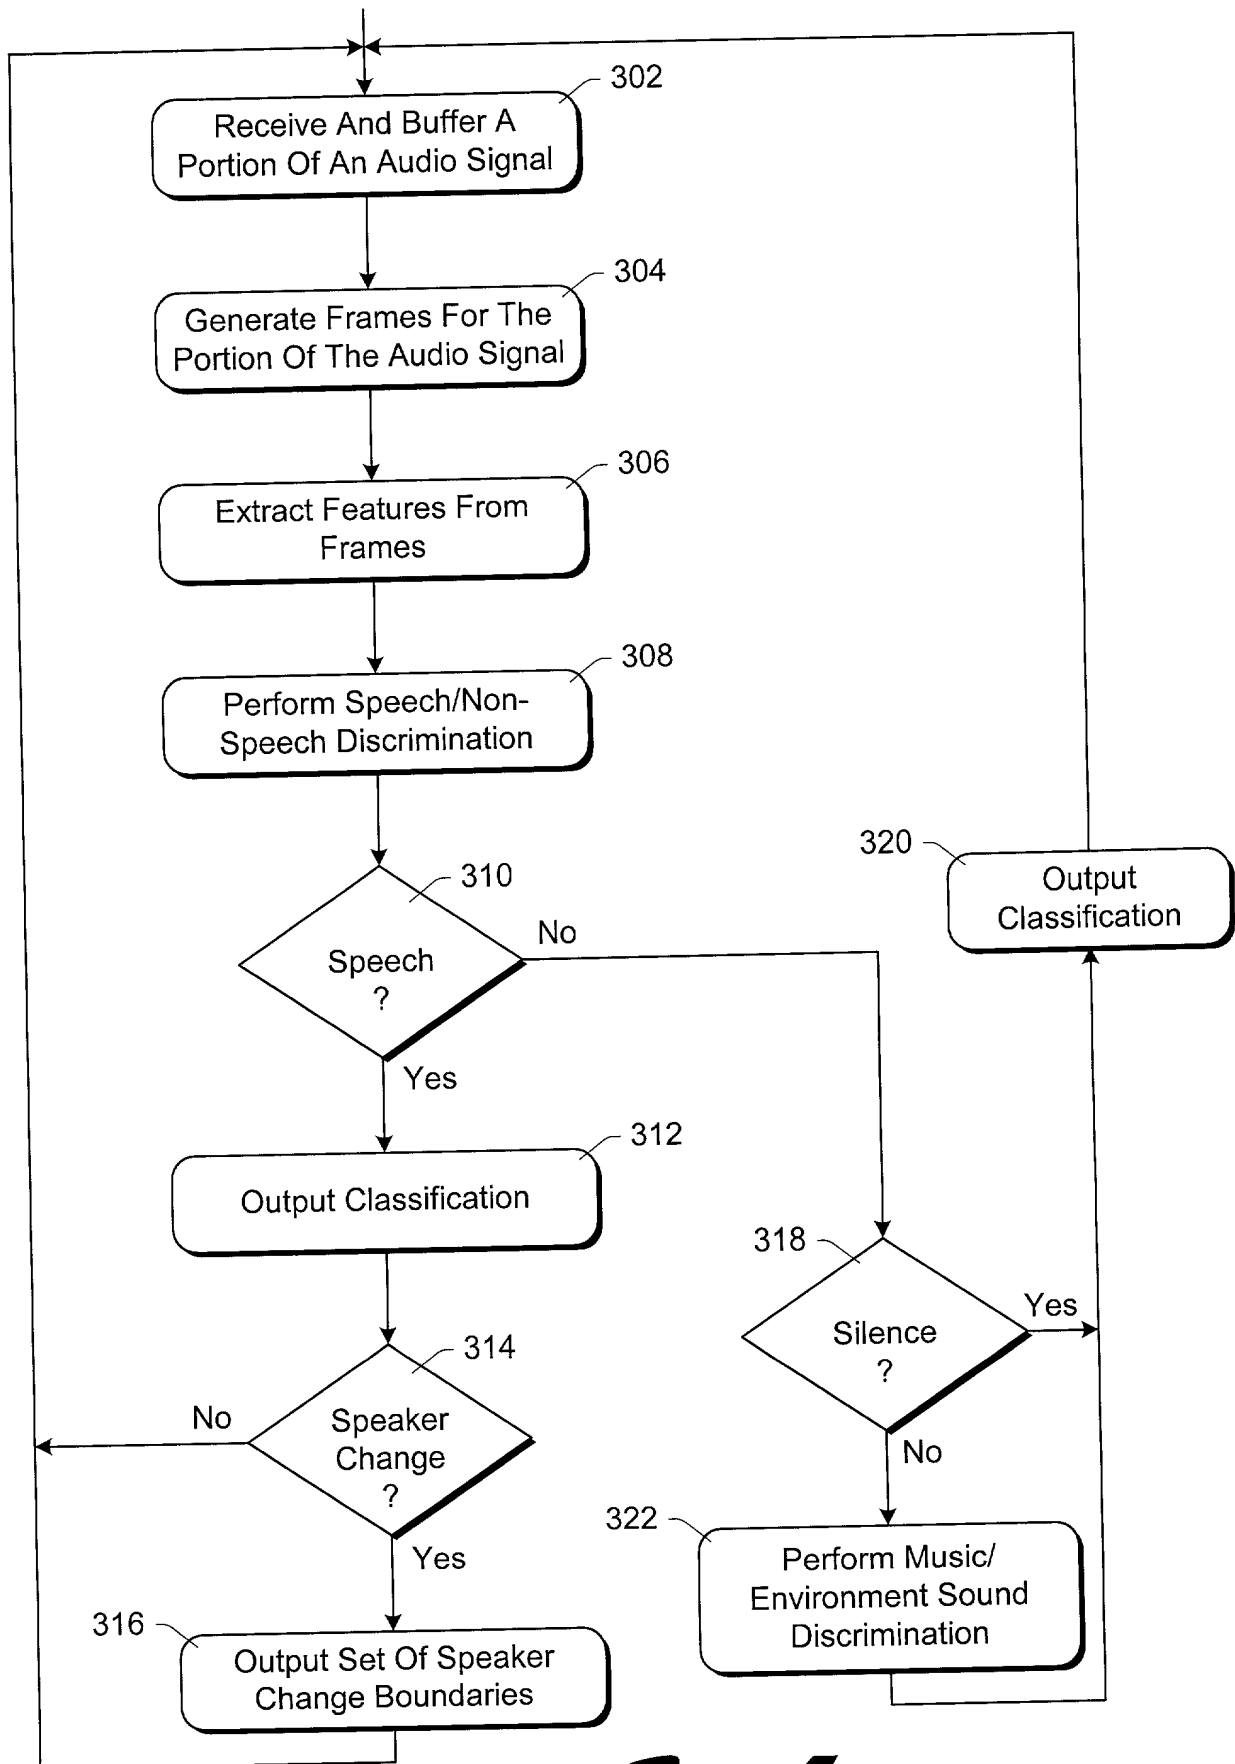 302
Receive And Buffer A
Portion Of An Audio Signal
304
Generate Frames For The
Portion Of The Audio Signal
306
Extract Features From
Frames
308
Perform Speech/Non-
Speech Discrimination
310
Speech
?
No
Yes
320
Output
Classification
312
Output Classification
318
Silence
?
Yes
No
314
Speaker
Change
?
No
Yes
322
Perform Music/
Environment Sound
Discrimination
316
Output Set Of Speaker
Change Boundaries